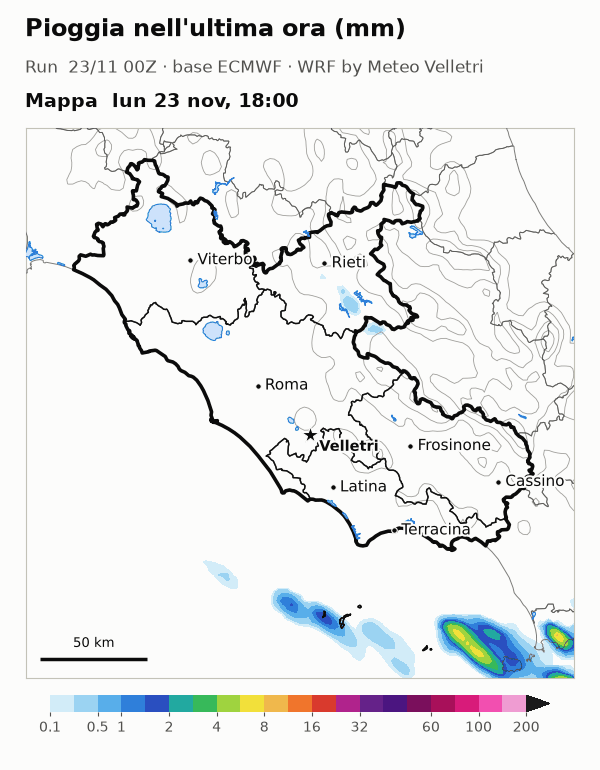 Pioggia nell'ultima ora (mm)
Run  23/11 00Z · base ECMWF · WRF by Meteo Velletri
Mappa  lun 23 nov, 18:00
Viterbo
Rieti
Roma
Velletri
Frosinone
Latina
Cassino
Terracina
50 km
0.1 0.5 1 2 4 8 16 32 60 100 200